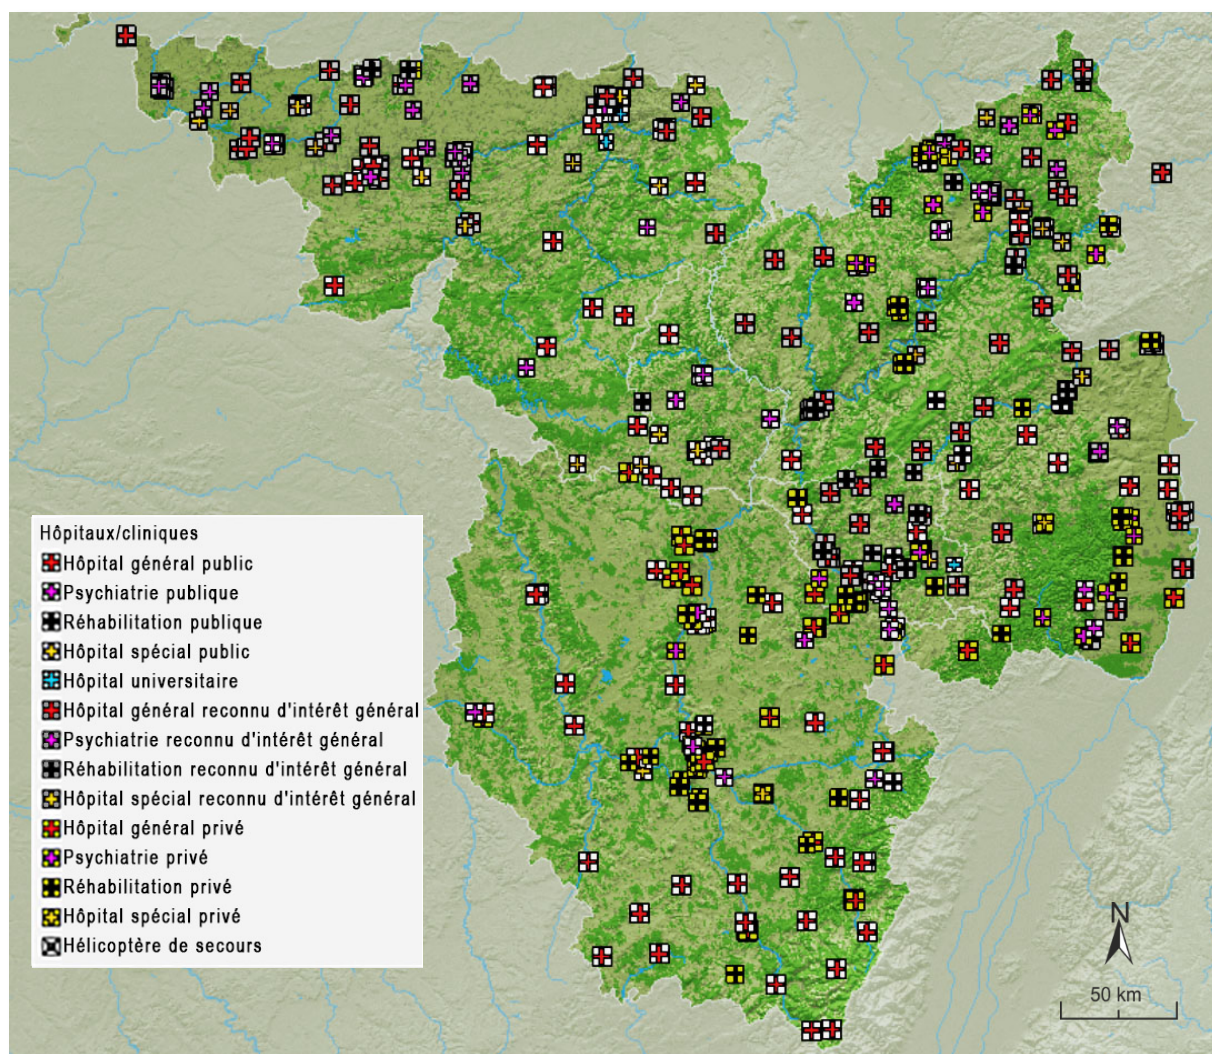 Hôpitaux/cliniques
Hôpital général public
Psychiatrie publique
Réhabilitation publique
Hôpital spécial public
Hôpital universitaire
Hôpital général reconnu d'intérêt général
Psychiatrie reconnu d'intérêt général
Réhabilitation reconnu d'intérêt général
Hôpital spécial reconnu d'intérêt général
Hôpital général privé
Psychiatrie privé
Réhabilitation privé
Hôpital spécial privé
Hélicoptère de secours
N
50 km